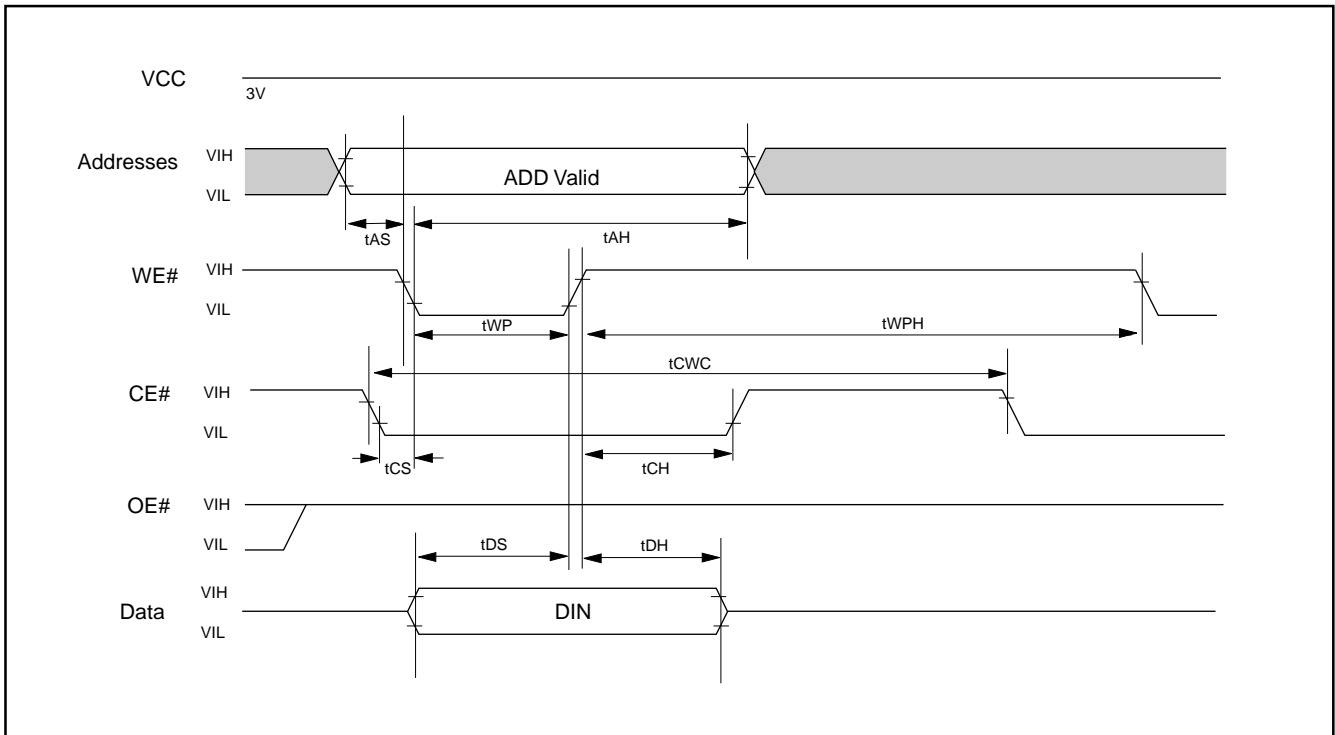 VCC
3V
Addresses
VIH
ADD Valid
VIL
tAS
tAH
WE#
VIH
VIL
tWP
tWPH
tCWC
CE#
VIH
VIL
tCS
tCH
OE#
VIH
VIL
tDS
tDH
Data
VIH
DIN
VIL